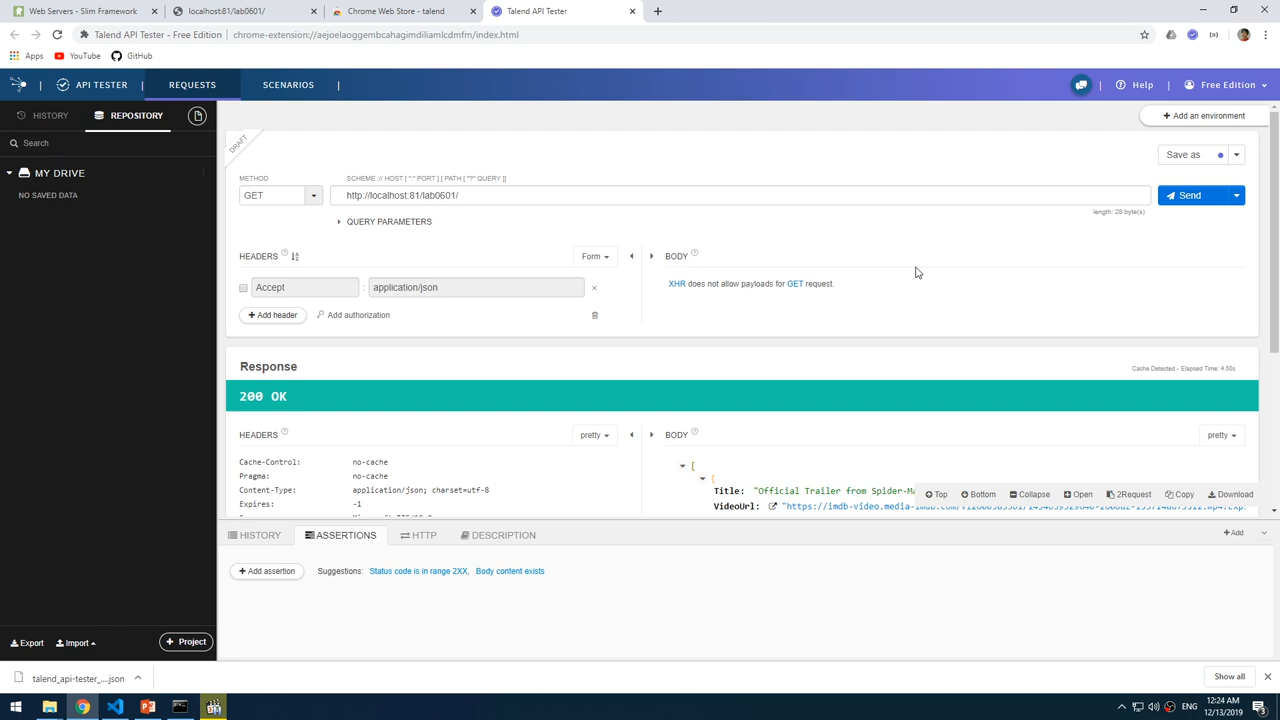 Web Servers - Slim Framework
localhost:81/lab0601/
Chrome Web Store - talend
Talend API Tester
Talend API Tester - Free Edition
chrome-extension://aejoelaoggembcahagimdiliamlcdmfm/index.html
Apps
YouTube
GitHub
API TESTER
REQUESTS
SCENARIOS
Help
Free Edition
HISTORY
REPOSITORY
Add an environment
Search
DRAFT
Save as
MY DRIVE
METHOD
SCHEME :// HOST [ ":" PORT ] [ PATH [ "?" QUERY ]]
NO SAVED DATA
GET
http://localhost:81/lab0601/
Send
length: 28 byte(s)
QUERY PARAMETERS
HEADERS
Form
BODY
Accept : application/json
XHR does not allow payloads for GET request.
Add header
Add authorization
Response
Cache Detected - Elapsed Time: 4.50s
200 OK
HEADERS
pretty
BODY
pretty
Cache-Control: no-cache
[
Pragma: no-cache
{
Content-Type: application/json; charset=utf-8
Title: "Official Trailer from Spider-Ma
Top
Bottom
Collapse
Open
2Request
Copy
Download
Expires: -1
VideoUrl:
HISTORY
ASSERTIONS
HTTP
DESCRIPTION
Add
Add assertion
Suggestions: Status code is in range 2XX, Body content exists
Export
Import
Project
talend_api-tester_....json
Show all
ENG
12:24 AM
12/13/2019
3